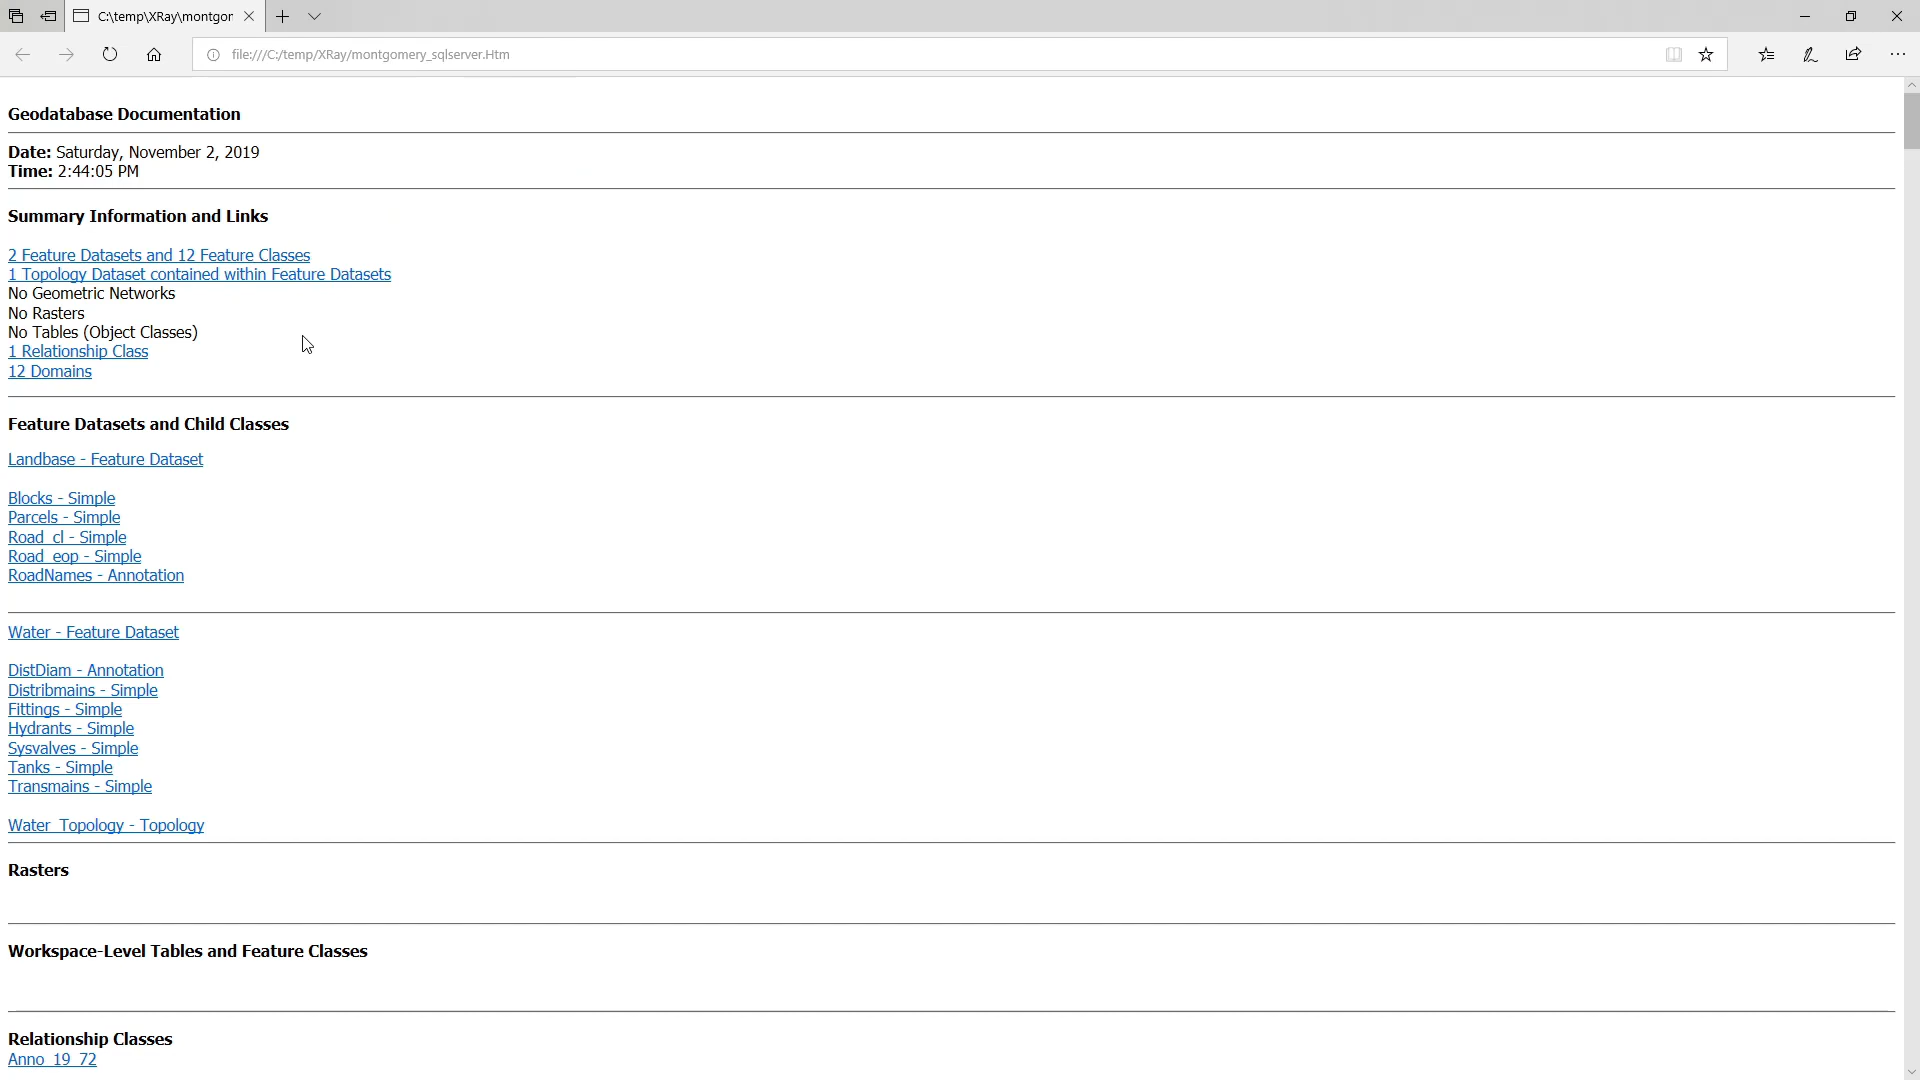 C:\temp\XRay\montgor
file:///C:/temp/XRay/montgomery_sqlserver.Htm
Geodatabase Documentation
Date: Saturday, November 2, 2019
Time: 2:44:05 PM
Summary Information and Links
2 Feature Datasets and 12 Feature Classes
1 Topology Dataset contained within Feature Datasets
No Geometric Networks
No Rasters
No Tables (Object Classes)
1 Relationship Class
12 Domains
Feature Datasets and Child Classes
Landbase - Feature Dataset
Blocks - Simple
Parcels - Simple
Road_cl - Simple
Road_eop - Simple
RoadNames - Annotation
Water - Feature Dataset
DistDiam - Annotation
Distribmains - Simple
Fittings - Simple
Hydrants - Simple
Sysvalves - Simple
Tanks - Simple
Transmains - Simple
Water_Topology - Topology
Rasters
Workspace-Level Tables and Feature Classes
Relationship Classes
Anno_19_72